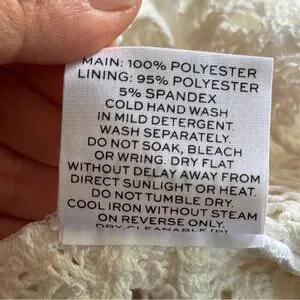 MAIN: 100% POLYESTER
LINING: 95% POLYESTER
5% SPANDEX
COLD HAND WASH
IN MILD DETERGENT.
WASH SEPARATELY.
DO NOT SOAK, BLEACH
OR WRING. DRY FLAT
WITHOUT DELAY AWAY FROM
DIRECT SUNLIGHT OR HEAT.
DO NOT TUMBLE DRY.
COOL IRON WITHOUT STEAM
ON REVERSE ONLY.
DRY-CLEANABLE [P]